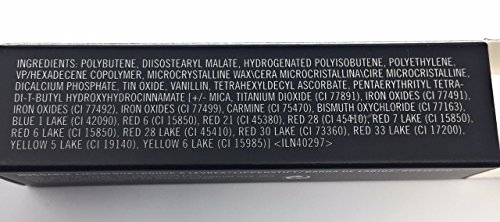 INGREDIENTS: POLYBUTENE, DIISOSTEARYL MALATE, HYDROGENATED POLYISOBUTENE, POLYETHYLENE,
VP/HEXADECENE COPOLYMER, MICROCRYSTALLINE WAX\CERA MICROCRISTALLINA\CIRE MICROCRISTALLINE,
DICALCIUM PHOSPHATE, TIN OXIDE, VANILLIN, TETRAHEXYLDECYL ASCORBATE, PENTAERYTHRITYL TETRA-
DI-T-BUTYL HYDROXYHYDROCINNAMATE [+/- MICA, TITANIUM DIOXIDE (CI 77891), IRON OXIDES (CI 77491),
IRON OXIDES (CI 77492), IRON OXIDES (CI 77499), CARMINE (CI 75470), BISMUTH OXYCHLORIDE (CI 77163),
BLUE 1 LAKE (CI 42090), RED 6 (CI 15850), RED 21 (CI 45380), RED 28 (CI 45410), RED 7 LAKE (CI 15850),
RED 6 LAKE (CI 15850), RED 28 LAKE (CI 45410), RED 30 LAKE (CI 73360), RED 33 LAKE (CI 17200),
YELLOW 5 LAKE (CI 19140), YELLOW 6 LAKE (CI 15985)] <ILN40297>